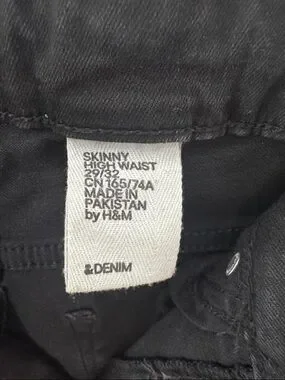 SKINNY
HIGH WAIST
29/32
CN 165/74A
MADE IN
PAKISTAN
by H&M
&DENIM